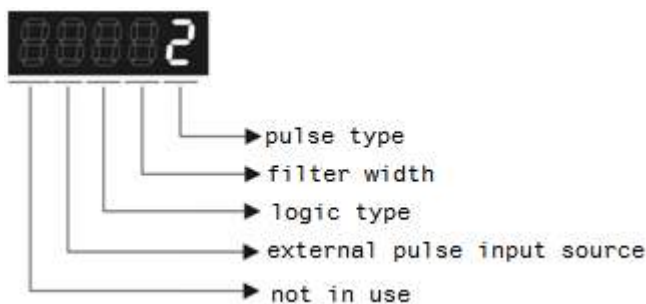 2
pulse type
filter width
logic type
external pulse input source
not in use